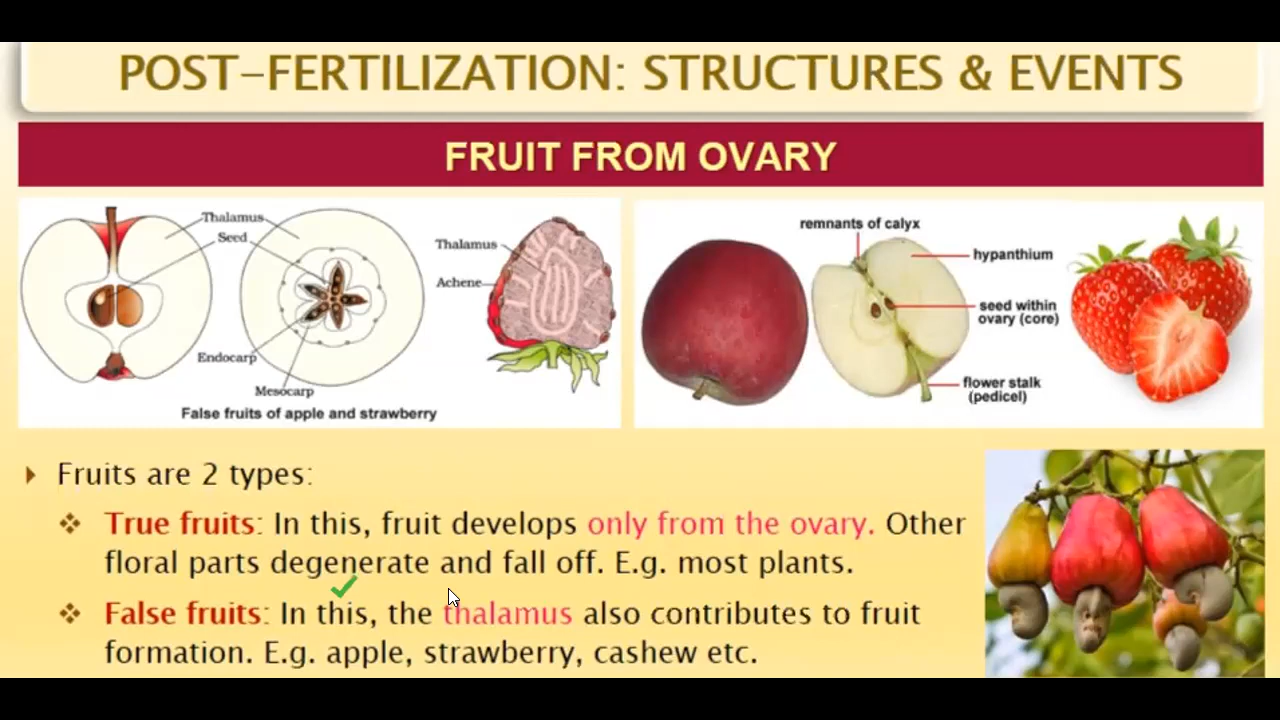 POST-FERTILIZATION: STRUCTURES & EVENTS
FRUIT FROM OVARY
Thalamus
Seed
Endocarp
Mesocarp
Thalamus
Achene
False fruits of apple and strawberry
remnants of calyx
hypanthium
seed within
ovary (core)
flower stalk
(pedicel)
Fruits are 2 types:
True fruits: In this, fruit develops only from the ovary. Other
floral parts degenerate and fall off. E.g. most plants.
False fruits: In this, the thalamus also contributes to fruit
formation. E.g. apple, strawberry, cashew etc.